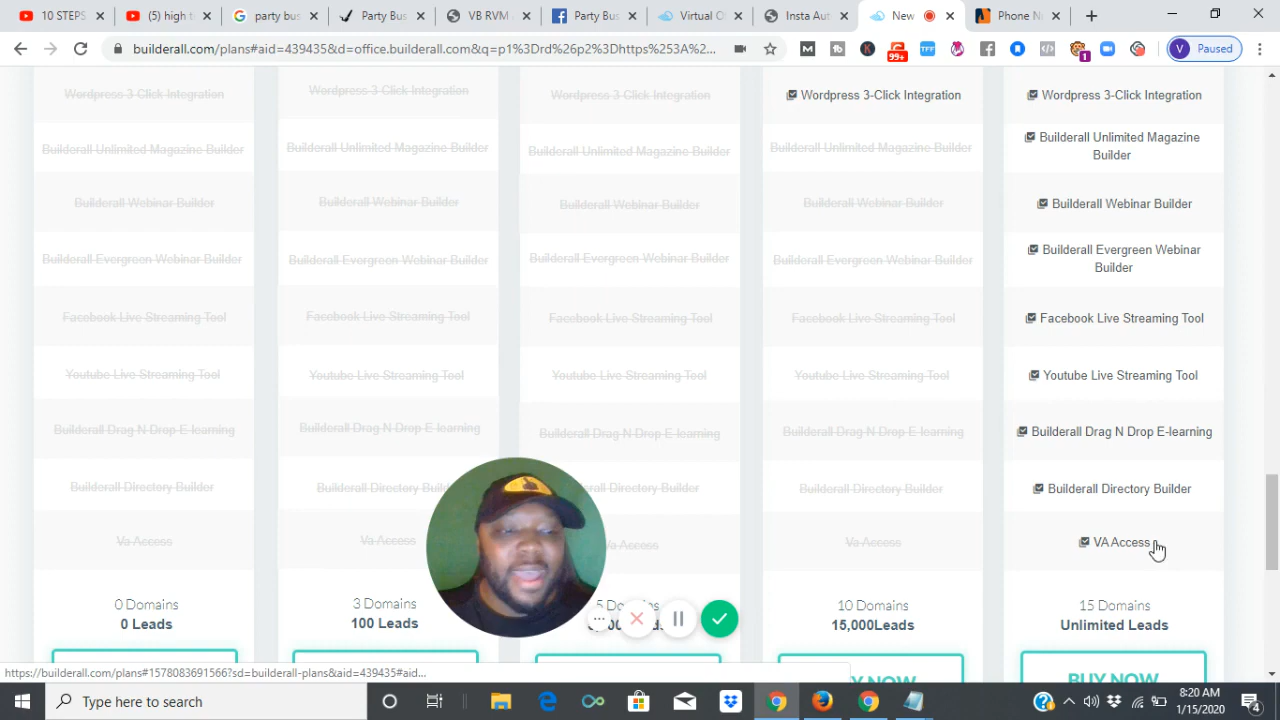 10 STEPS
(5) high t
party bus
Party Bus
VB RVM
Party Bus
Virtual O
Insta Aut
New
Phone N
builderall.com/plans#aid=439435&d=office.builderall.com&q=p1%3Drd%26p2%3Dhttps%253A%2...
99+
TFF
1
V Paused
Wordpress 3-Click Integration
Wordpress 3-Click Integration
Wordpress 3-Click Integration
Wordpress 3-Click Integration
Wordpress 3-Click Integration
Builderall Unlimited Magazine Builder
Builderall Unlimited Magazine Builder
Builderall Unlimited Magazine Builder
Builderall Unlimited Magazine Builder
Builderall Unlimited Magazine
Builder
Builderall Webinar Builder
Builderall Webinar Builder
Builderall Webinar Builder
Builderall Webinar Builder
Builderall Webinar Builder
Builderall Evergreen Webinar Builder
Builderall Evergreen Webinar Builder
Builderall Evergreen Webinar Builder
Builderall Evergreen Webinar Builder
Builderall Evergreen Webinar
Builder
Facebook Live Streaming Tool
Facebook Live Streaming Tool
Facebook Live Streaming Tool
Facebook Live Streaming Tool
Facebook Live Streaming Tool
Youtube Live Streaming Tool
Youtube Live Streaming Tool
Youtube Live Streaming Tool
Youtube Live Streaming Tool
Youtube Live Streaming Tool
Builderall Drag N Drop E-learning
Builderall Drag N Drop E-learning
Builderall Drag N Drop E-learning
Builderall Drag N Drop E-learning
Builderall Drag N Drop E-learning
Builderall Directory Builder
Builderall Directory
Directory Builder
Builderall Directory Builder
Builderall Directory Builder
Va Access
Va Access
Va Access
Va Access
VA Access
0 Domains
0 Leads
3 Domains
100 Leads
Domains
Leads
10 Domains
15,000Leads
15 Domains
Unlimited Leads
NOW
BUY NOW
https://builderall.com/plans#1578083691566?sd=builderall-plans&aid=439435#aid...
Type here to search
8:20 AM
1/15/2020
4